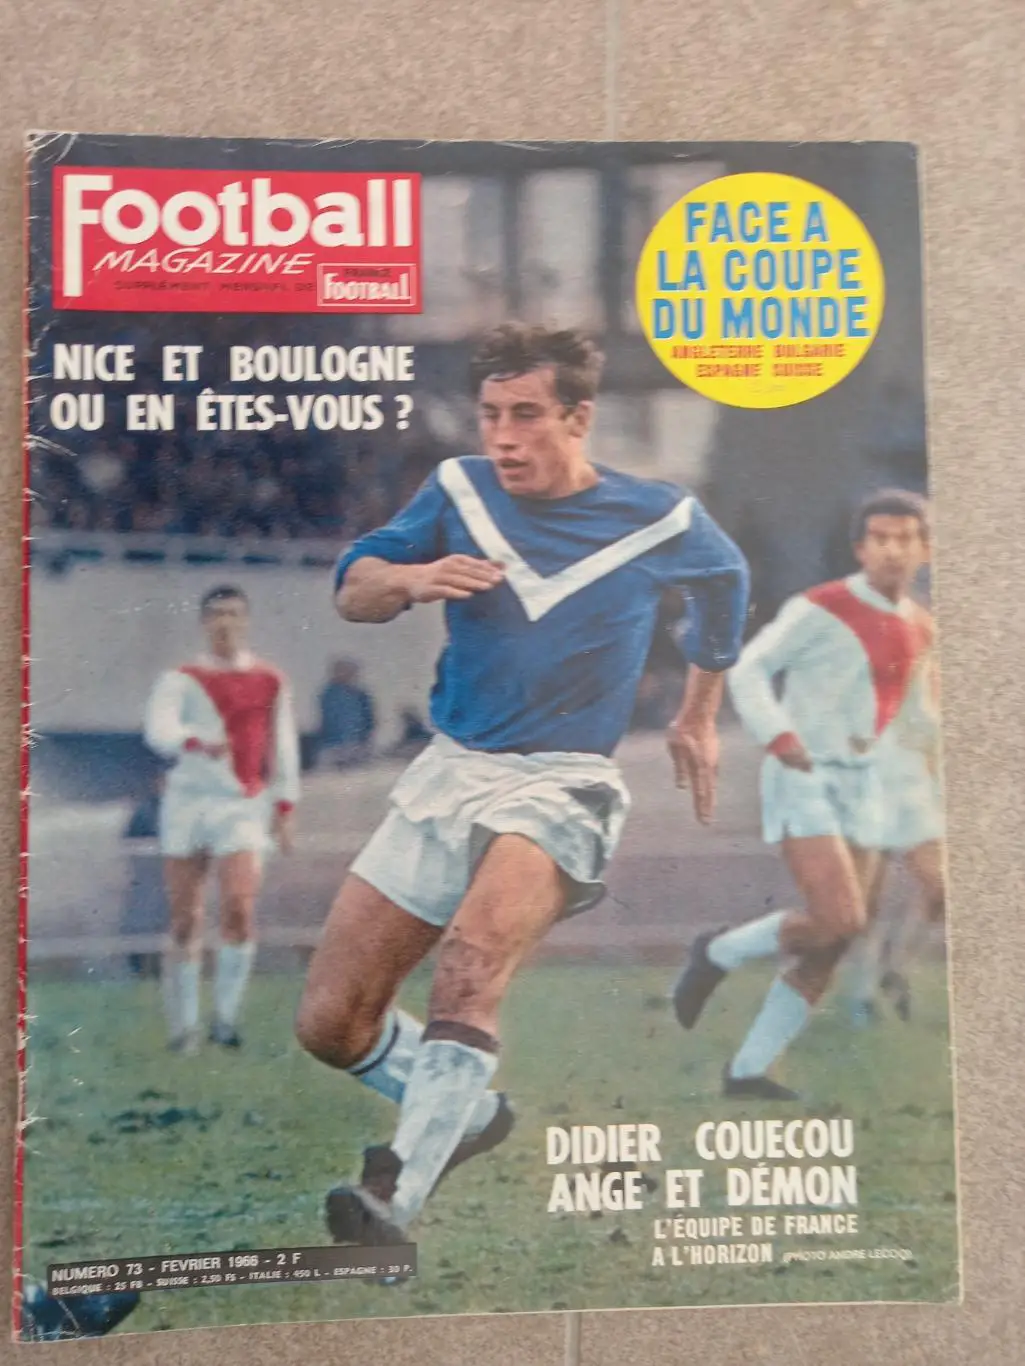 Football
MAGAZINE
SUPPLÉMENT MENSUEL DE
FRANCE
FOOTBALL
FACE A
LA COUPE
DU MONDE
ANGLETERRE BULGARIE
ESPAGNE SUISSE
NICE ET BOULOGNE
OU EN ÊTES-VOUS ?
DIDIER COUECOU
ANGE ET DÉMON
L'ÉQUIPE DE FRANCE
A L'HORIZON (PHOTO ANDRE LECOQ)
NUMERO 73 - FEVRIER 1966 - 2 F
BELGIQUE : 25 FB - SUISSE : 2,50 FS - ITALIE : 450 L - ESPAGNE : 30 P.